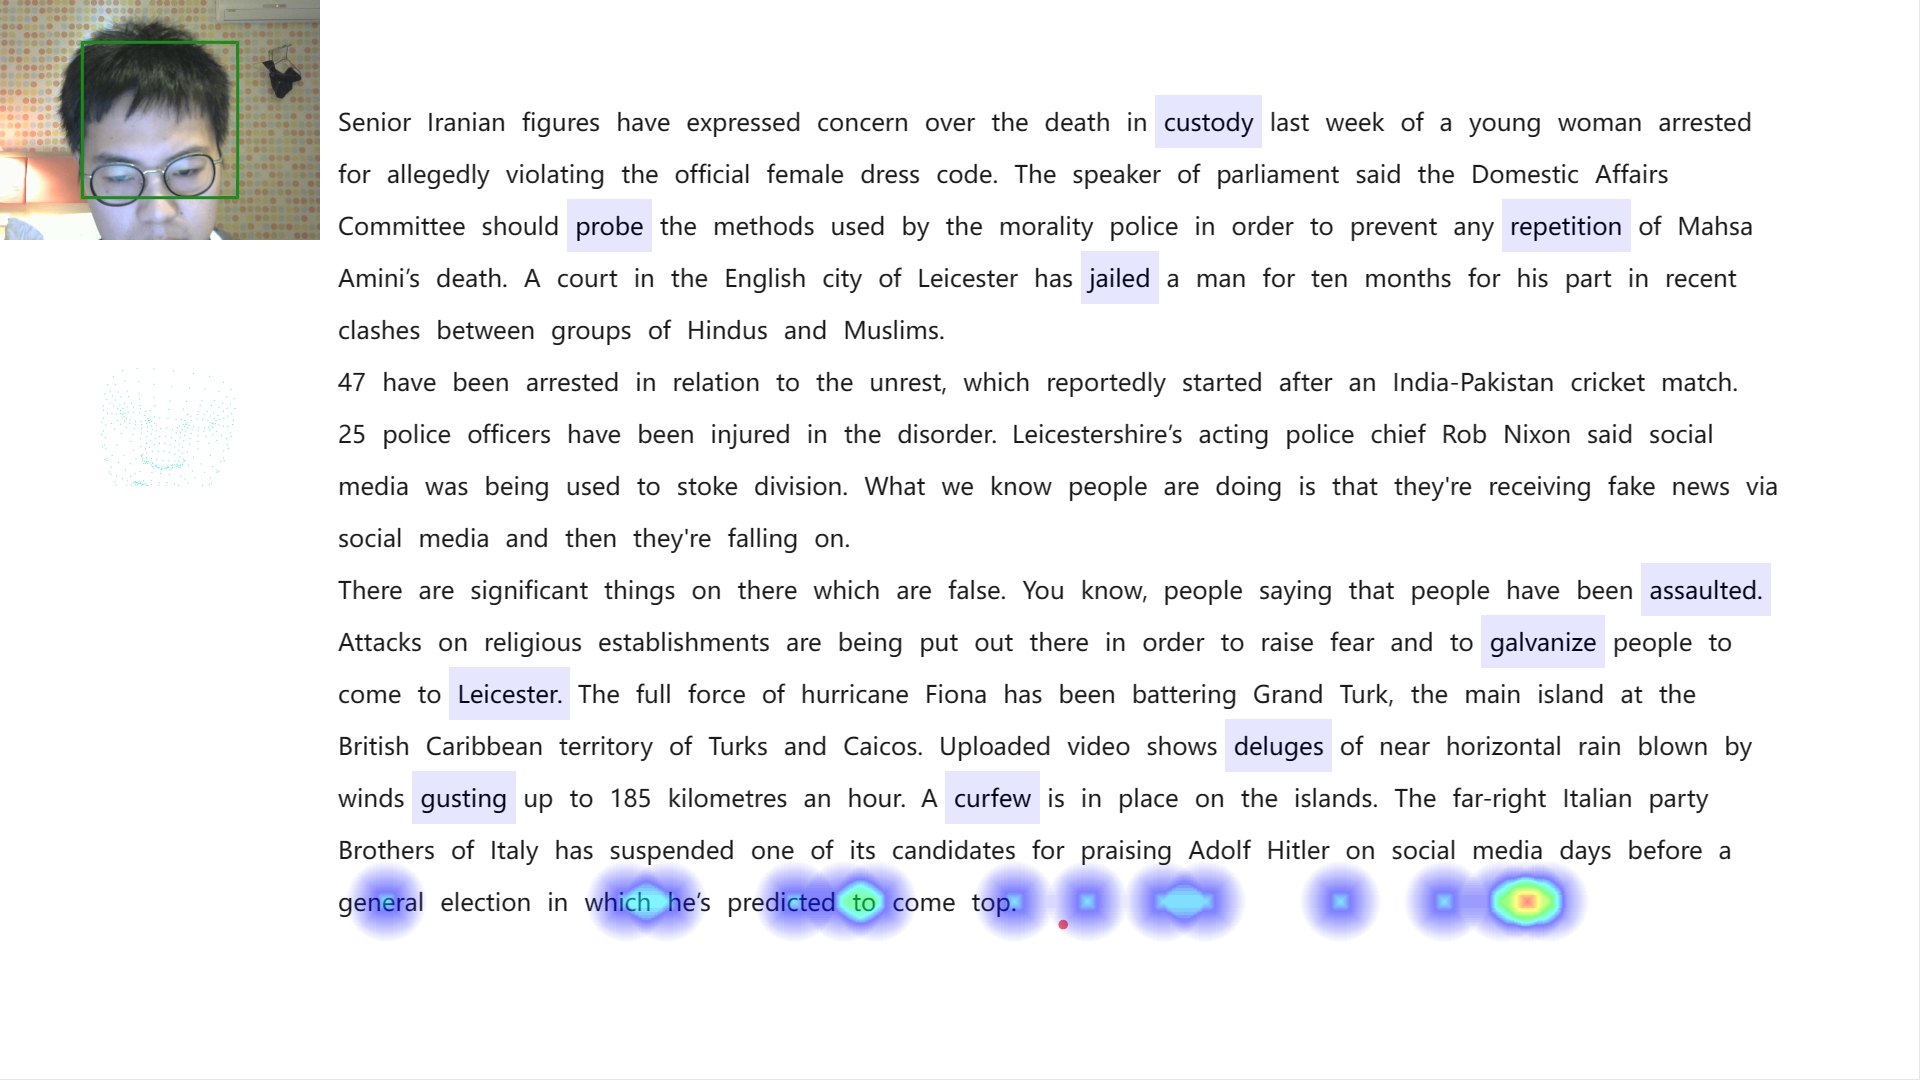 Senior Iranian figures have expressed concern over the death in custody last week of a young woman arrested
for allegedly violating the official female dress code. The speaker of parliament said the Domestic Affairs
Committee should probe the methods used by the morality police in order to prevent any repetition of Mahsa
Amini’s death. A court in the English city of Leicester has jailed a man for ten months for his part in recent
clashes between groups of Hindus and Muslims.
47 have been arrested in relation to the unrest, which reportedly started after an India-Pakistan cricket match.
25 police officers have been injured in the disorder. Leicestershire’s acting police chief Rob Nixon said social
media was being used to stoke division. What we know people are doing is that they're receiving fake news via
social media and then they're falling on.
There are significant things on there which are false. You know, people saying that people have been assaulted.
Attacks on religious establishments are being put out there in order to raise fear and to galvanize people to
come to Leicester. The full force of hurricane Fiona has been battering Grand Turk, the main island at the
British Caribbean territory of Turks and Caicos. Uploaded video shows deluges of near horizontal rain blown by
winds gusting up to 185 kilometres an hour. A curfew is in place on the islands. The far-right Italian party
Brothers of Italy has suspended one of its candidates for praising Adolf Hitler on social media days before a
general election in which he’s predicted to come top.